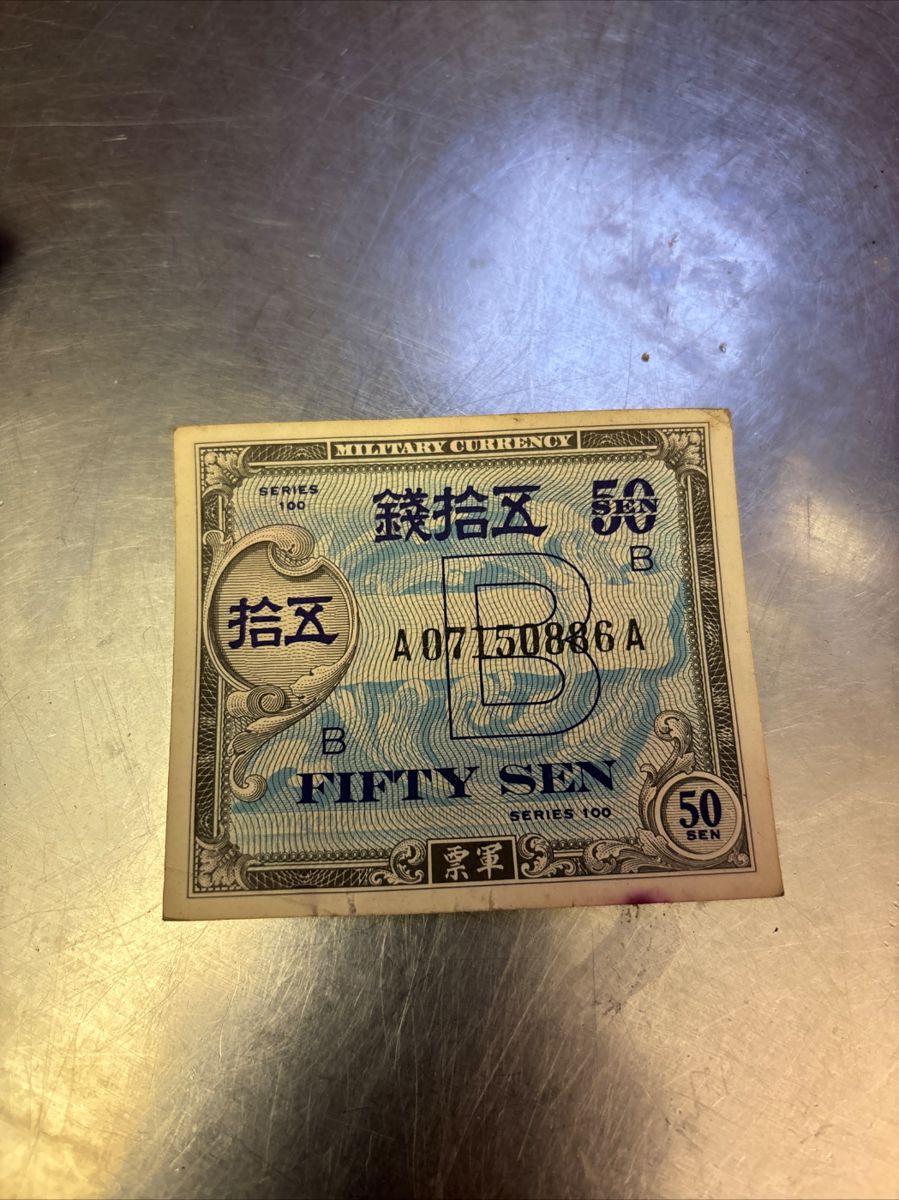 MILITARY CURRENCY
SERIES
100
錢拾五
50
SEN
B
拾五
B
A07150886A
B
FIFTY SEN
SERIES 100
50
SEN
票軍